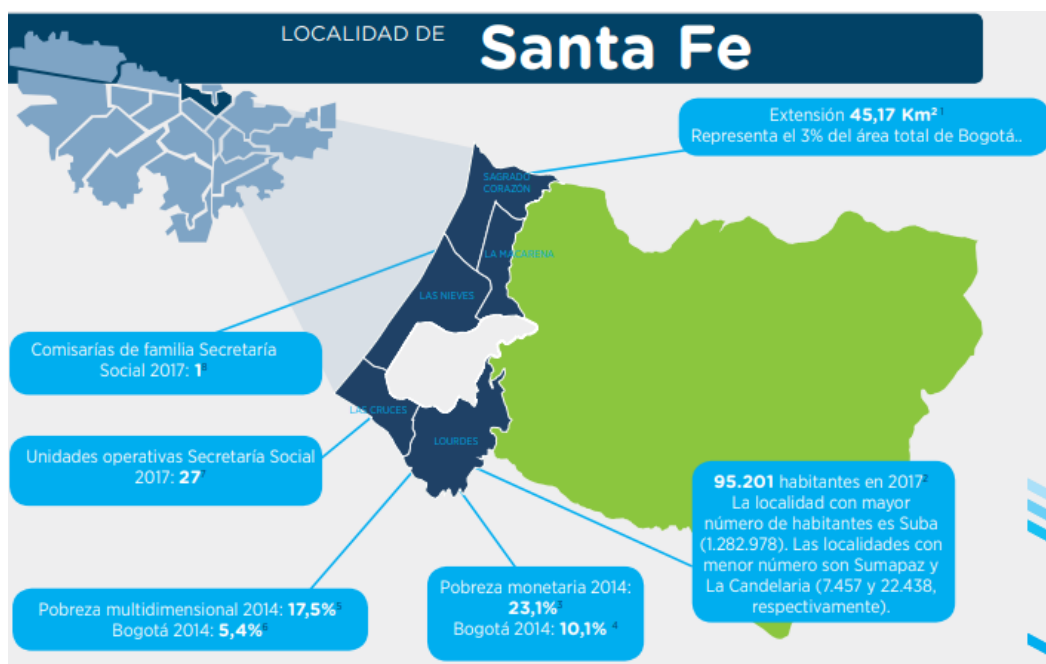 LOCALIDAD DE Santa Fe
Extensión 45,17 Km² ¹
Representa el 3% del área total de Bogotá..
SAGRADO
CORAZÓN
LA MACARENA
LAS NIEVES
Comisarías de familia Secretaría
Social 2017: 1⁸
LAS CRUCES
LOURDES
Unidades operativas Secretaría Social
2017: 27⁷
95.201 habitantes en 2017²
La localidad con mayor
número de habitantes es Suba
(1.282.978). Las localidades con
menor número son Sumapaz y
La Candelaria (7.457 y 22.438,
respectivamente).
Pobreza monetaria 2014:
23,1%³
Bogotá 2014: 10,1% ⁴
Pobreza multidimensional 2014: 17,5%⁵
Bogotá 2014: 5,4%⁶